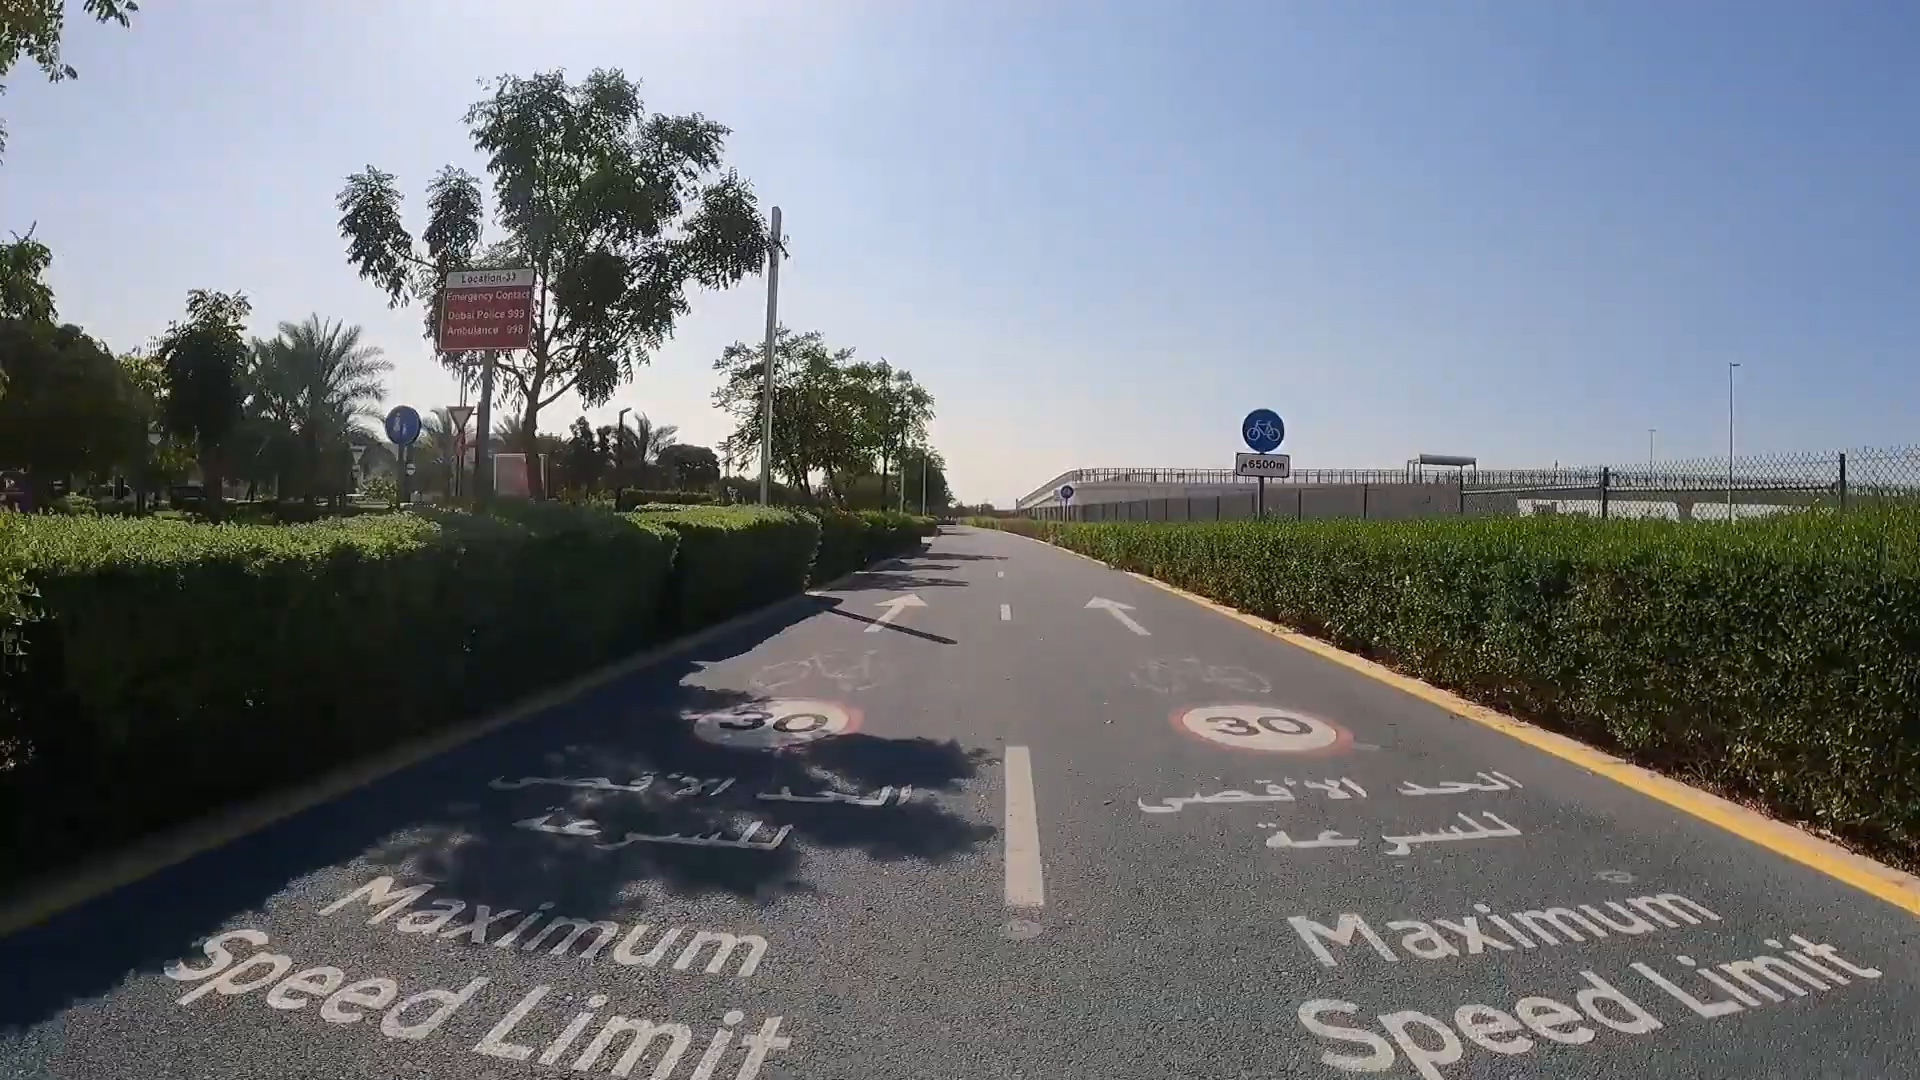 Location-33
Emergency Contact
Dubai Police 999
Ambulance 998
6500m م
30
الحد الأقصى
للسرعة
Maximum
Speed Limit
30
الحد الأقصى
للسرعة
Maximum
Speed Limit